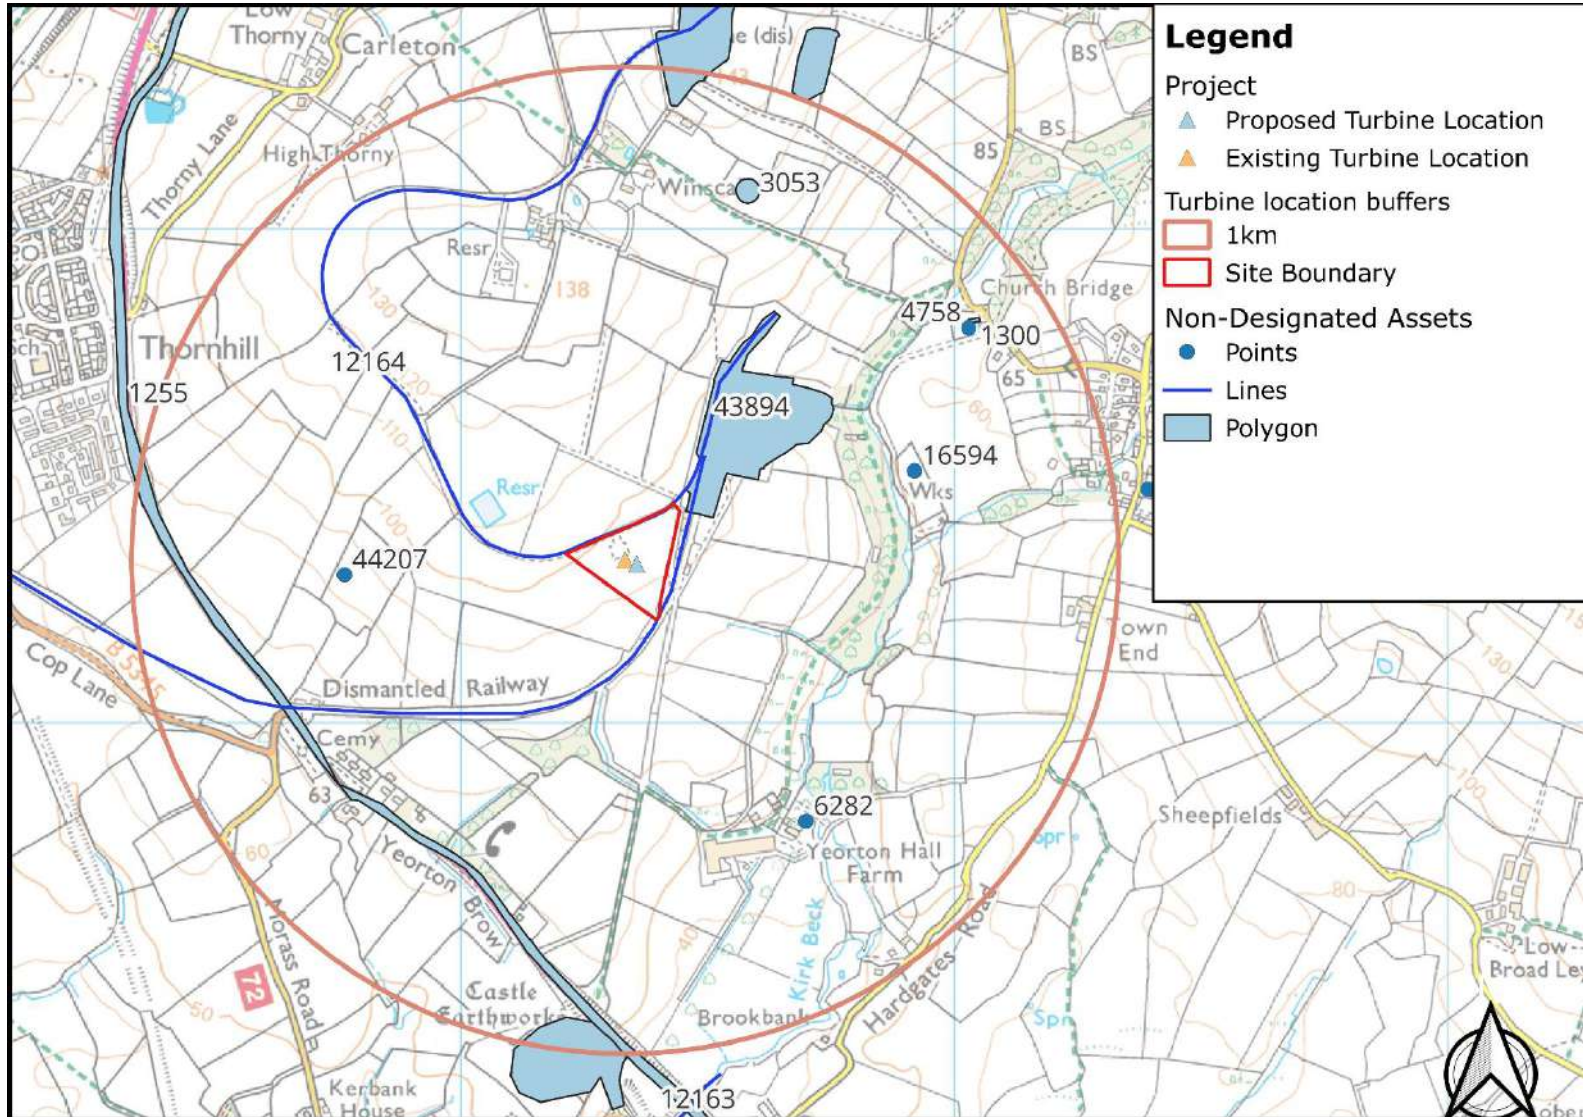 Low
Thorny
Carleton
e (dis)
143
BS
Legend
Project
Proposed Turbine Location
Existing Turbine Location
Turbine location buffers
1km
Site Boundary
Non-Designated Assets
Points
Lines
Polygon
Thorny Lane
High Thorny
BS
85
Winsca
3053
Resr
138
130
Church Bridge
4758
1300
65
60
Thornhill
12164
120
1255
110
43894
16594
Wks
Resr
100
44207
Cop Lane
B 5345
Dismantled Railway
Town
End
130
Cemy
63
60
6282
Yeorton Hall
Farm
Sheepfields
Spr
100
80
Yeorton
Brow
Morass Road
72
50
40
Kirk Beck
Hardgates Road
Low
Broad Ley
Castle
Earthworks
Brookbank
Spr
Kerbank
House
12163